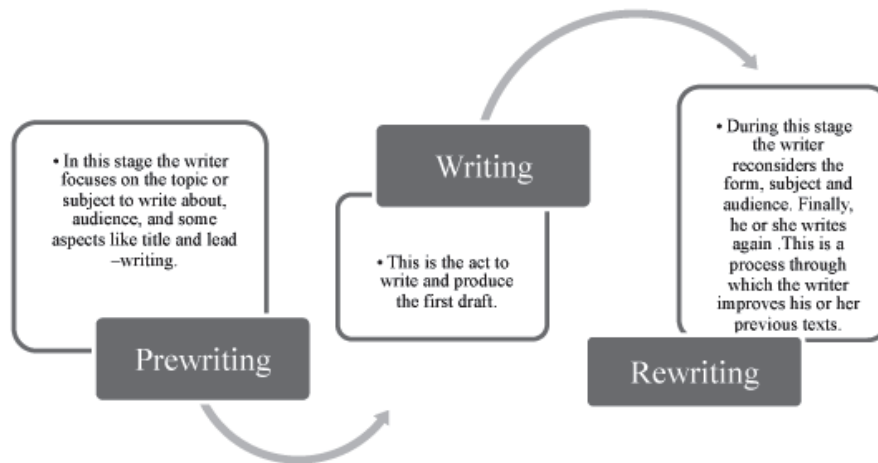 • In this stage the writer
focuses on the topic or
subject to write about,
audience, and some
aspects like title and lead
–writing.
Prewriting
Writing
• This is the act to
write and produce
the first draft.
• During this stage
the writer
reconsiders the
form, subject and
audience. Finally,
he or she writes
again .This is a
process through
which the writer
improves his or her
previous texts.
Rewriting